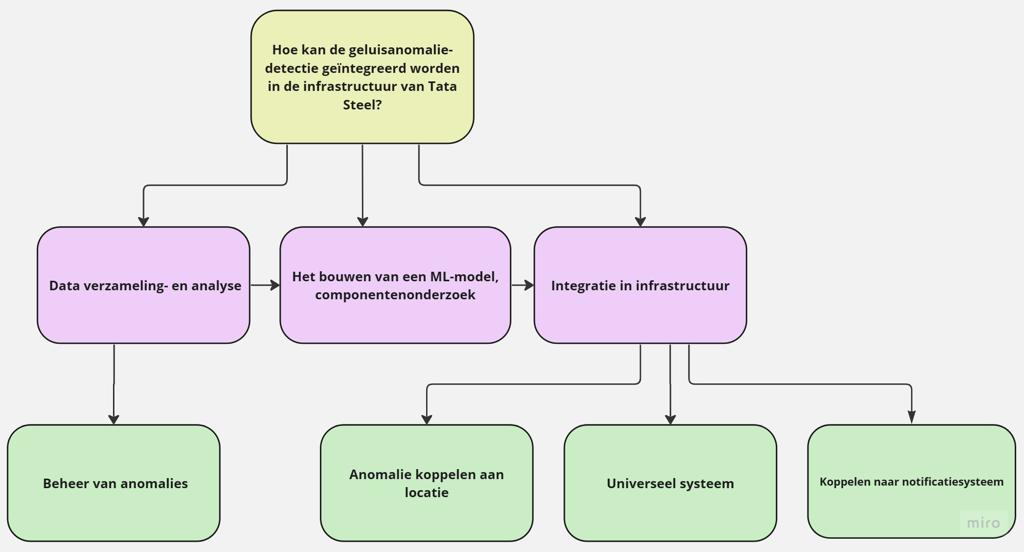 Hoe kan de geluisanomalie-
detectie geïntegreerd worden
in de infrastructuur van Tata
Steel?
Data verzameling- en analyse
Het bouwen van een ML-model,
componentenonderzoek
Integratie in infrastructuur
Beheer van anomalies
Anomalie koppelen aan
locatie
Universeel systeem
Koppelen naar notificatiesysteem
miro